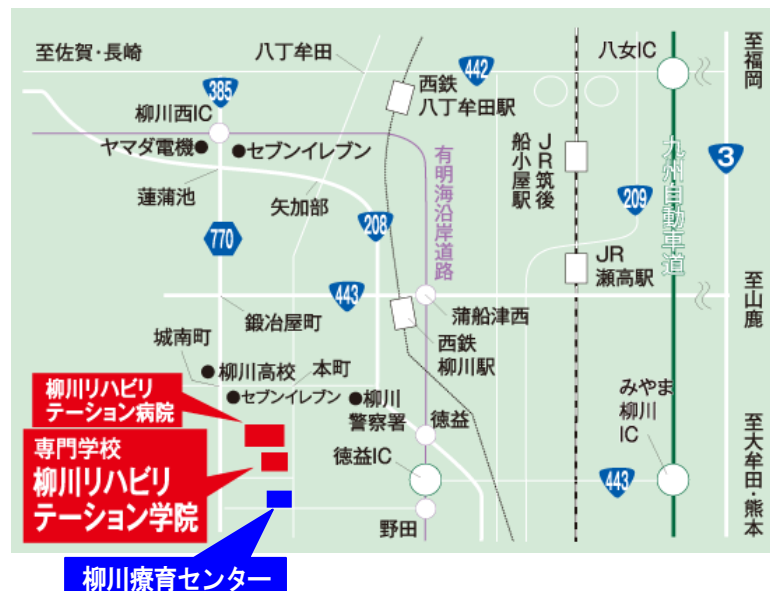 至佐賀・長崎
八丁牟田
442
八女IC
至福岡
385
西鉄
八丁牟田駅
柳川西IC
ヤマダ電機
セブンイレブン
有明海沿岸道路
JR筑後
船小屋駅
九州自動車道
3
蓮蒲池
矢加部
209
208
770
JR
瀬高駅
443
至山鹿
鍛冶屋町
蒲船津西
城南町
西鉄
柳川駅
柳川高校
本町
セブンイレブン
柳川
警察署
みやま
柳川
IC
柳川リハビリ
テーション病院
徳益
至大牟田・熊本
専門学校
柳川リハビリ
テーション学院
徳益IC
443
野田
柳川療育センター